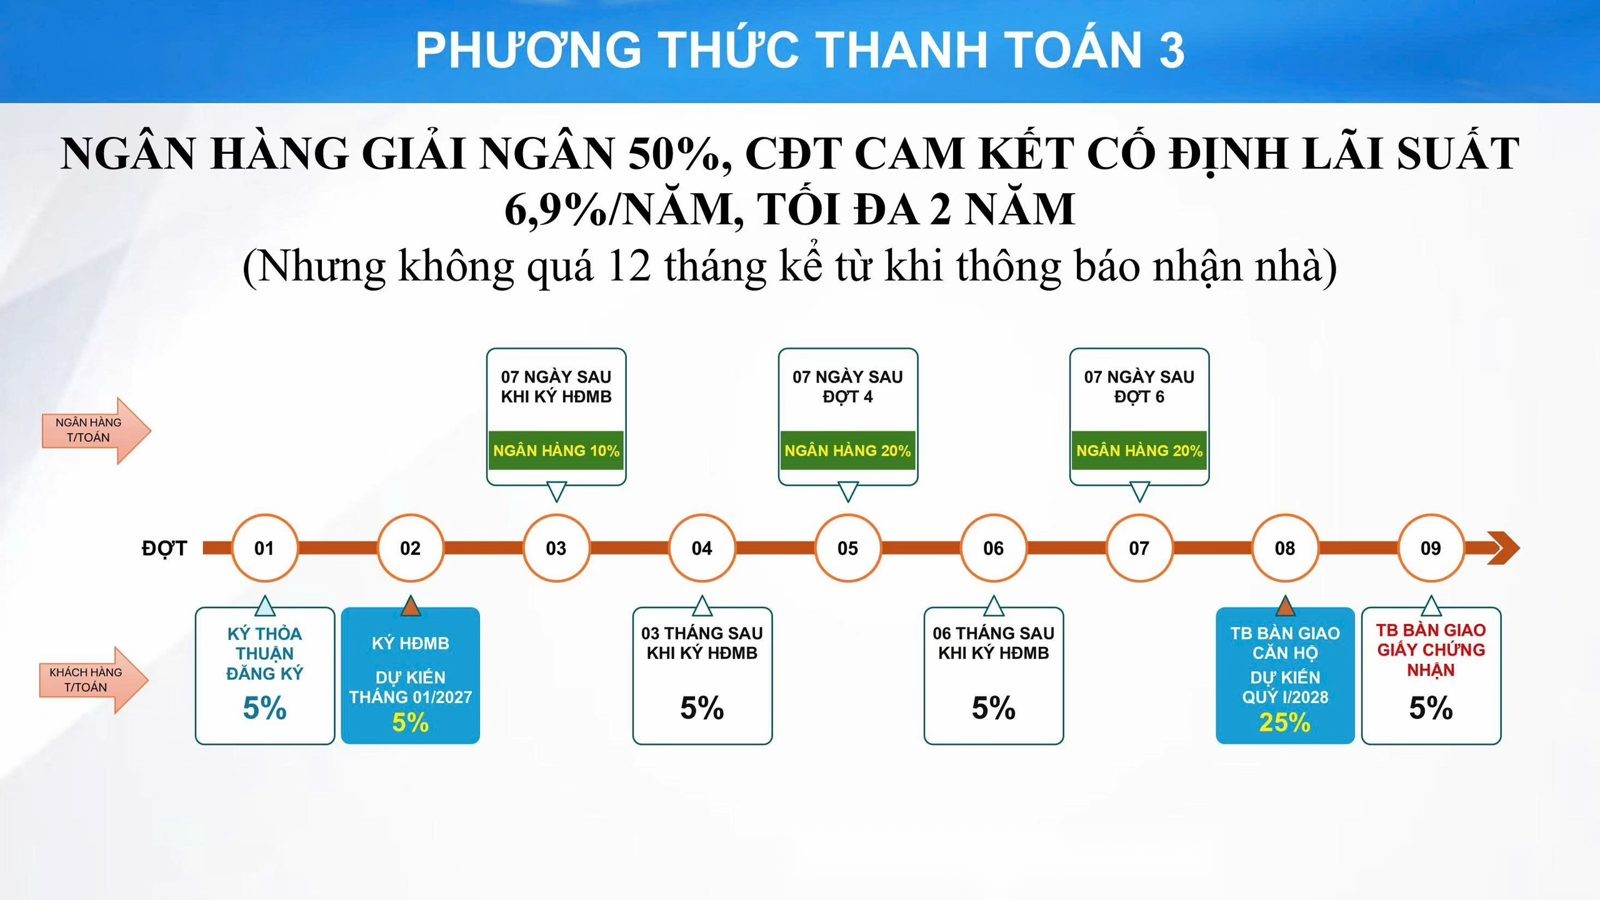 PHƯƠNG THỨC THANH TOÁN 3
NGÂN HÀNG GIẢI NGÂN 50%, CĐT CAM KẾT CỐ ĐỊNH LÃI SUẤT
6,9%/NĂM, TỐI ĐA 2 NĂM
(Nhưng không quá 12 tháng kể từ khi thông báo nhận nhà)
NGÂN HÀNG
T/TOÁN
07 NGÀY SAU
KHI KÝ HĐMB
NGÂN HÀNG 10%
07 NGÀY SAU
ĐỢT 4
NGÂN HÀNG 20%
07 NGÀY SAU
ĐỢT 6
NGÂN HÀNG 20%
ĐỢT 01 02 03 04 05 06 07 08 09
KHÁCH HÀNG
T/TOÁN
KÝ THỎA
THUẬN
ĐĂNG KÝ
5%
KÝ HĐMB
DỰ KIẾN
THÁNG 01/2027
5%
03 THÁNG SAU
KHI KÝ HĐMB
5%
06 THÁNG SAU
KHI KÝ HĐMB
5%
TB BÀN GIAO
CĂN HỘ
DỰ KIẾN
QUÝ I/2028
25%
TB BÀN GIAO
GIẤY CHỨNG
NHẬN
5%